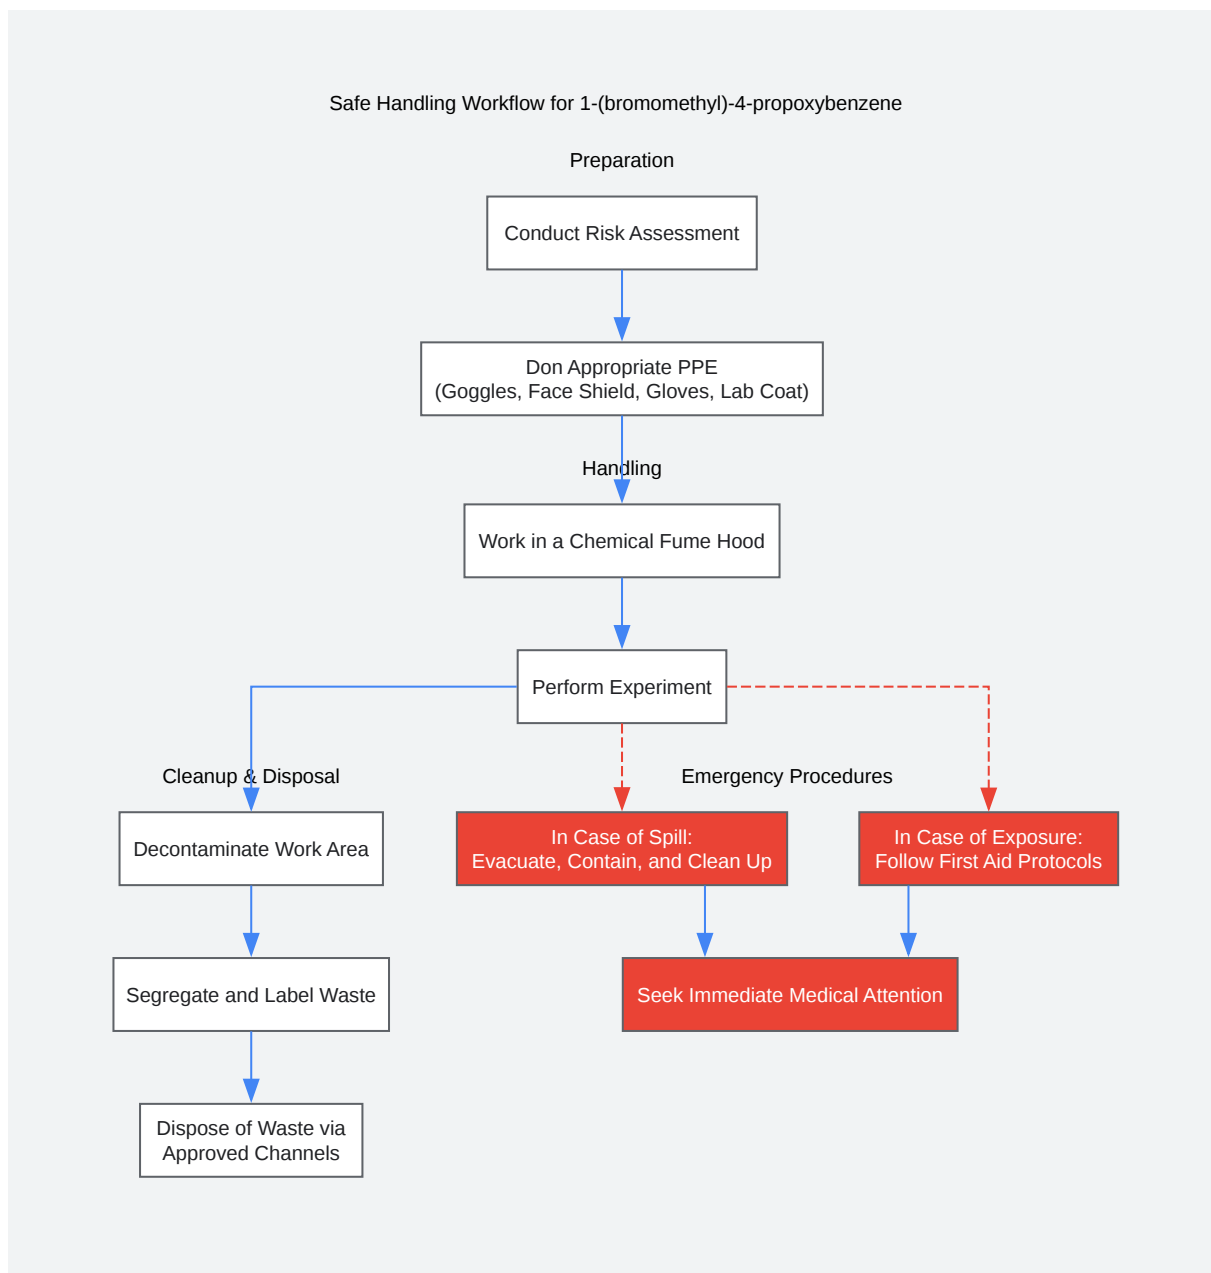 Safe Handling Workflow for 1-(bromomethyl)-4-propoxybenzene
Preparation
Conduct Risk Assessment
Don Appropriate PPE
(Goggles, Face Shield, Gloves, Lab Coat)
Handling
Work in a Chemical Fume Hood
Perform Experiment
Cleanup & Disposal
Decontaminate Work Area
Segregate and Label Waste
Dispose of Waste via
Approved Channels
Emergency Procedures
In Case of Spill:
Evacuate, Contain, and Clean Up
In Case of Exposure:
Follow First Aid Protocols
Seek Immediate Medical Attention